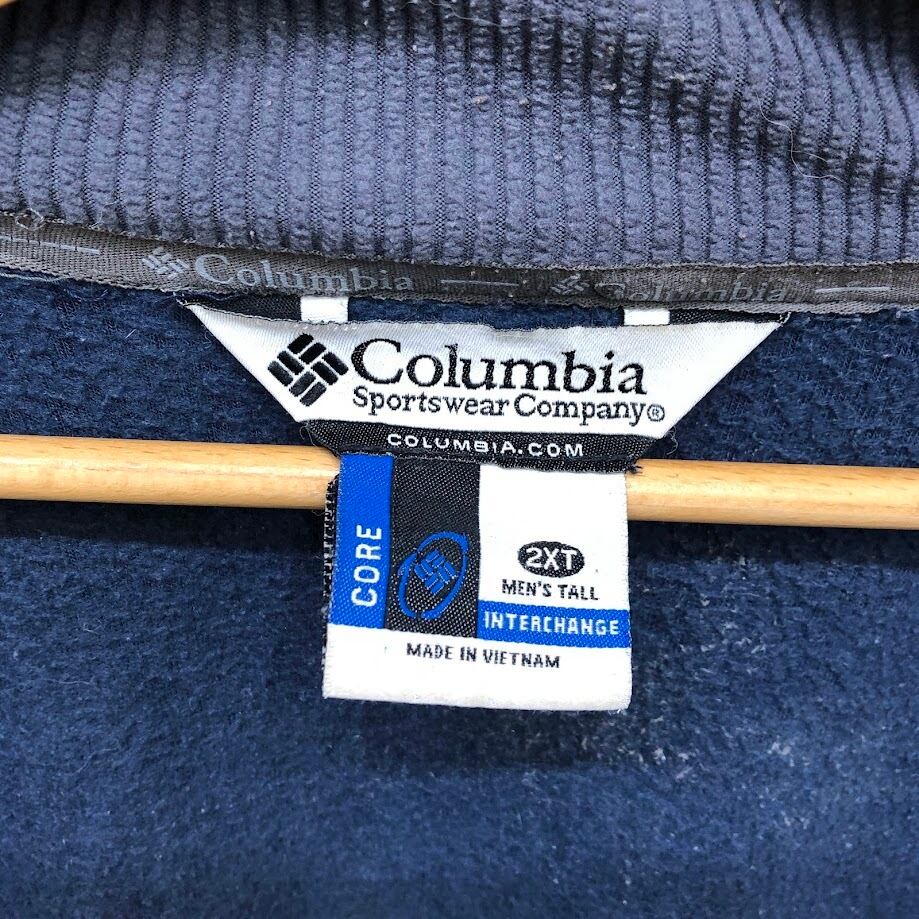 Columbia Columbia
Columbia
Sportswear Company®
COLUMBIA.COM
CORE
2XT
MEN'S TALL
INTERCHANGE
MADE IN VIETNAM